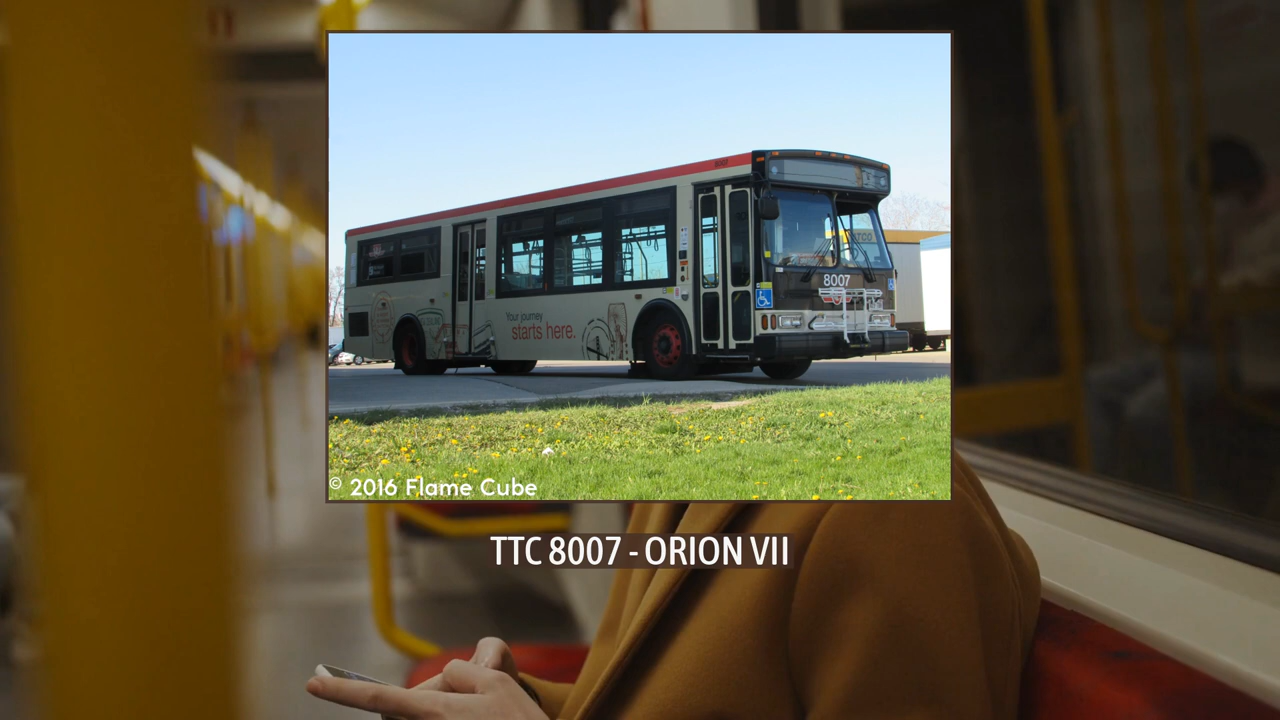 8007
Your journey
starts here.
© 2016 Flame Cube
TTC 8007 - ORION VII